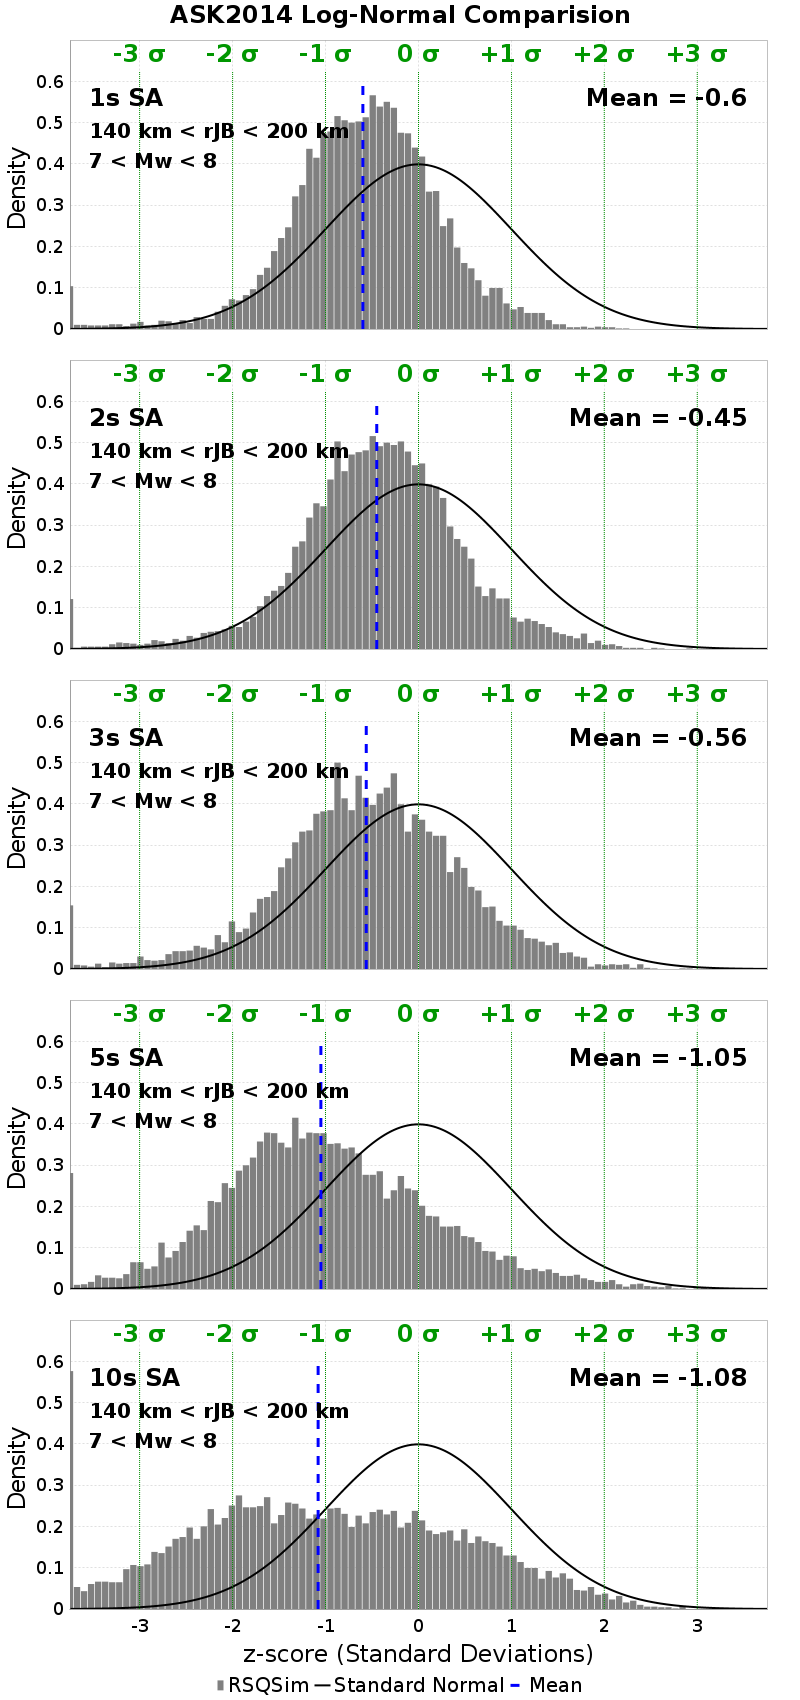 ASK2014 Log-Normal Comparision
-3 σ -2 σ -1 σ 0 σ +1 σ +2 σ +3 σ
1s SA Mean = -0.6
140 km < rJB < 200 km
7 < Mw < 8
Density
0.6
0.5
0.4
0.3
0.2
0.1
0
-3 σ -2 σ -1 σ 0 σ +1 σ +2 σ +3 σ
2s SA Mean = -0.45
140 km < rJB < 200 km
7 < Mw < 8
Density
0.6
0.5
0.4
0.3
0.2
0.1
0
-3 σ -2 σ -1 σ 0 σ +1 σ +2 σ +3 σ
3s SA Mean = -0.56
140 km < rJB < 200 km
7 < Mw < 8
Density
0.6
0.5
0.4
0.3
0.2
0.1
0
-3 σ -2 σ -1 σ 0 σ +1 σ +2 σ +3 σ
5s SA Mean = -1.05
140 km < rJB < 200 km
7 < Mw < 8
Density
0.6
0.5
0.4
0.3
0.2
0.1
0
-3 σ -2 σ -1 σ 0 σ +1 σ +2 σ +3 σ
10s SA Mean = -1.08
140 km < rJB < 200 km
7 < Mw < 8
Density
0.6
0.5
0.4
0.3
0.2
0.1
0
-3 -2 -1 0 1 2 3
z-score (Standard Deviations)
RSQSim Standard Normal Mean